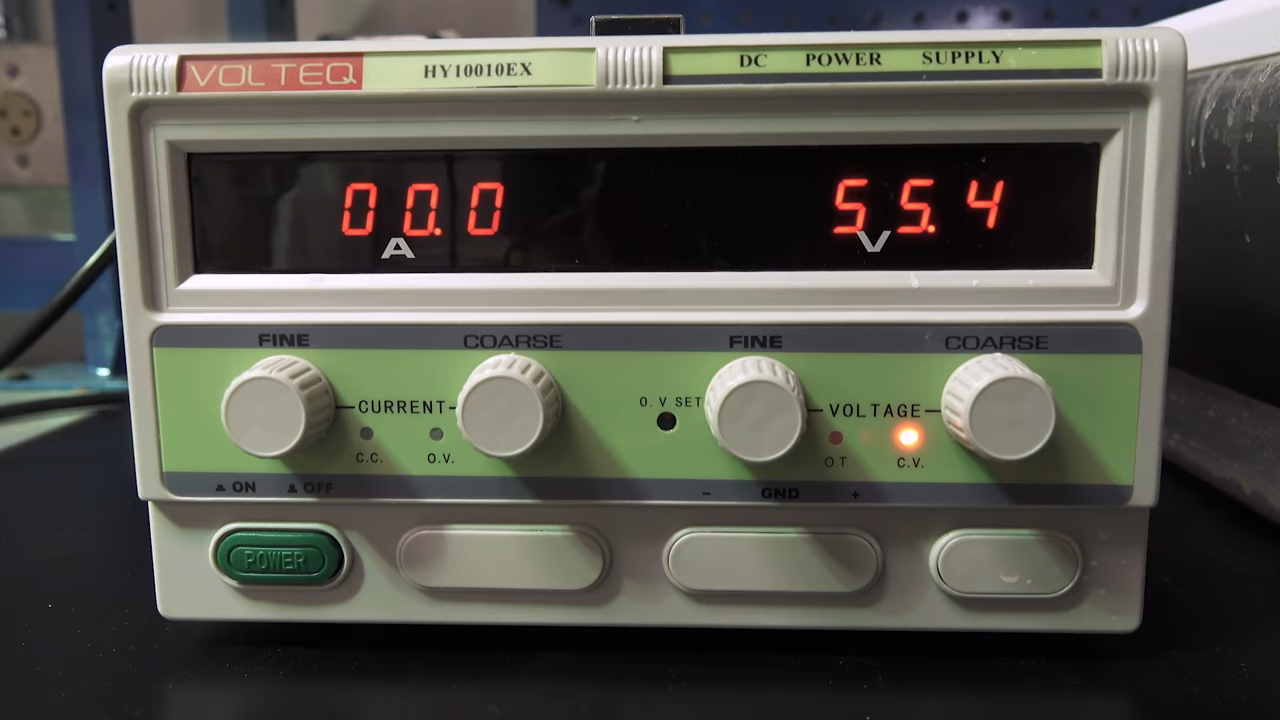 VOLTEQ HY10010EX DC POWER SUPPLY
00.0 55.4
A V
FINE COARSE FINE COARSE
O. V SET
CURRENT VOLTAGE
C.C. O.V. O.T. C.V.
ON OFF - GND +
POWER